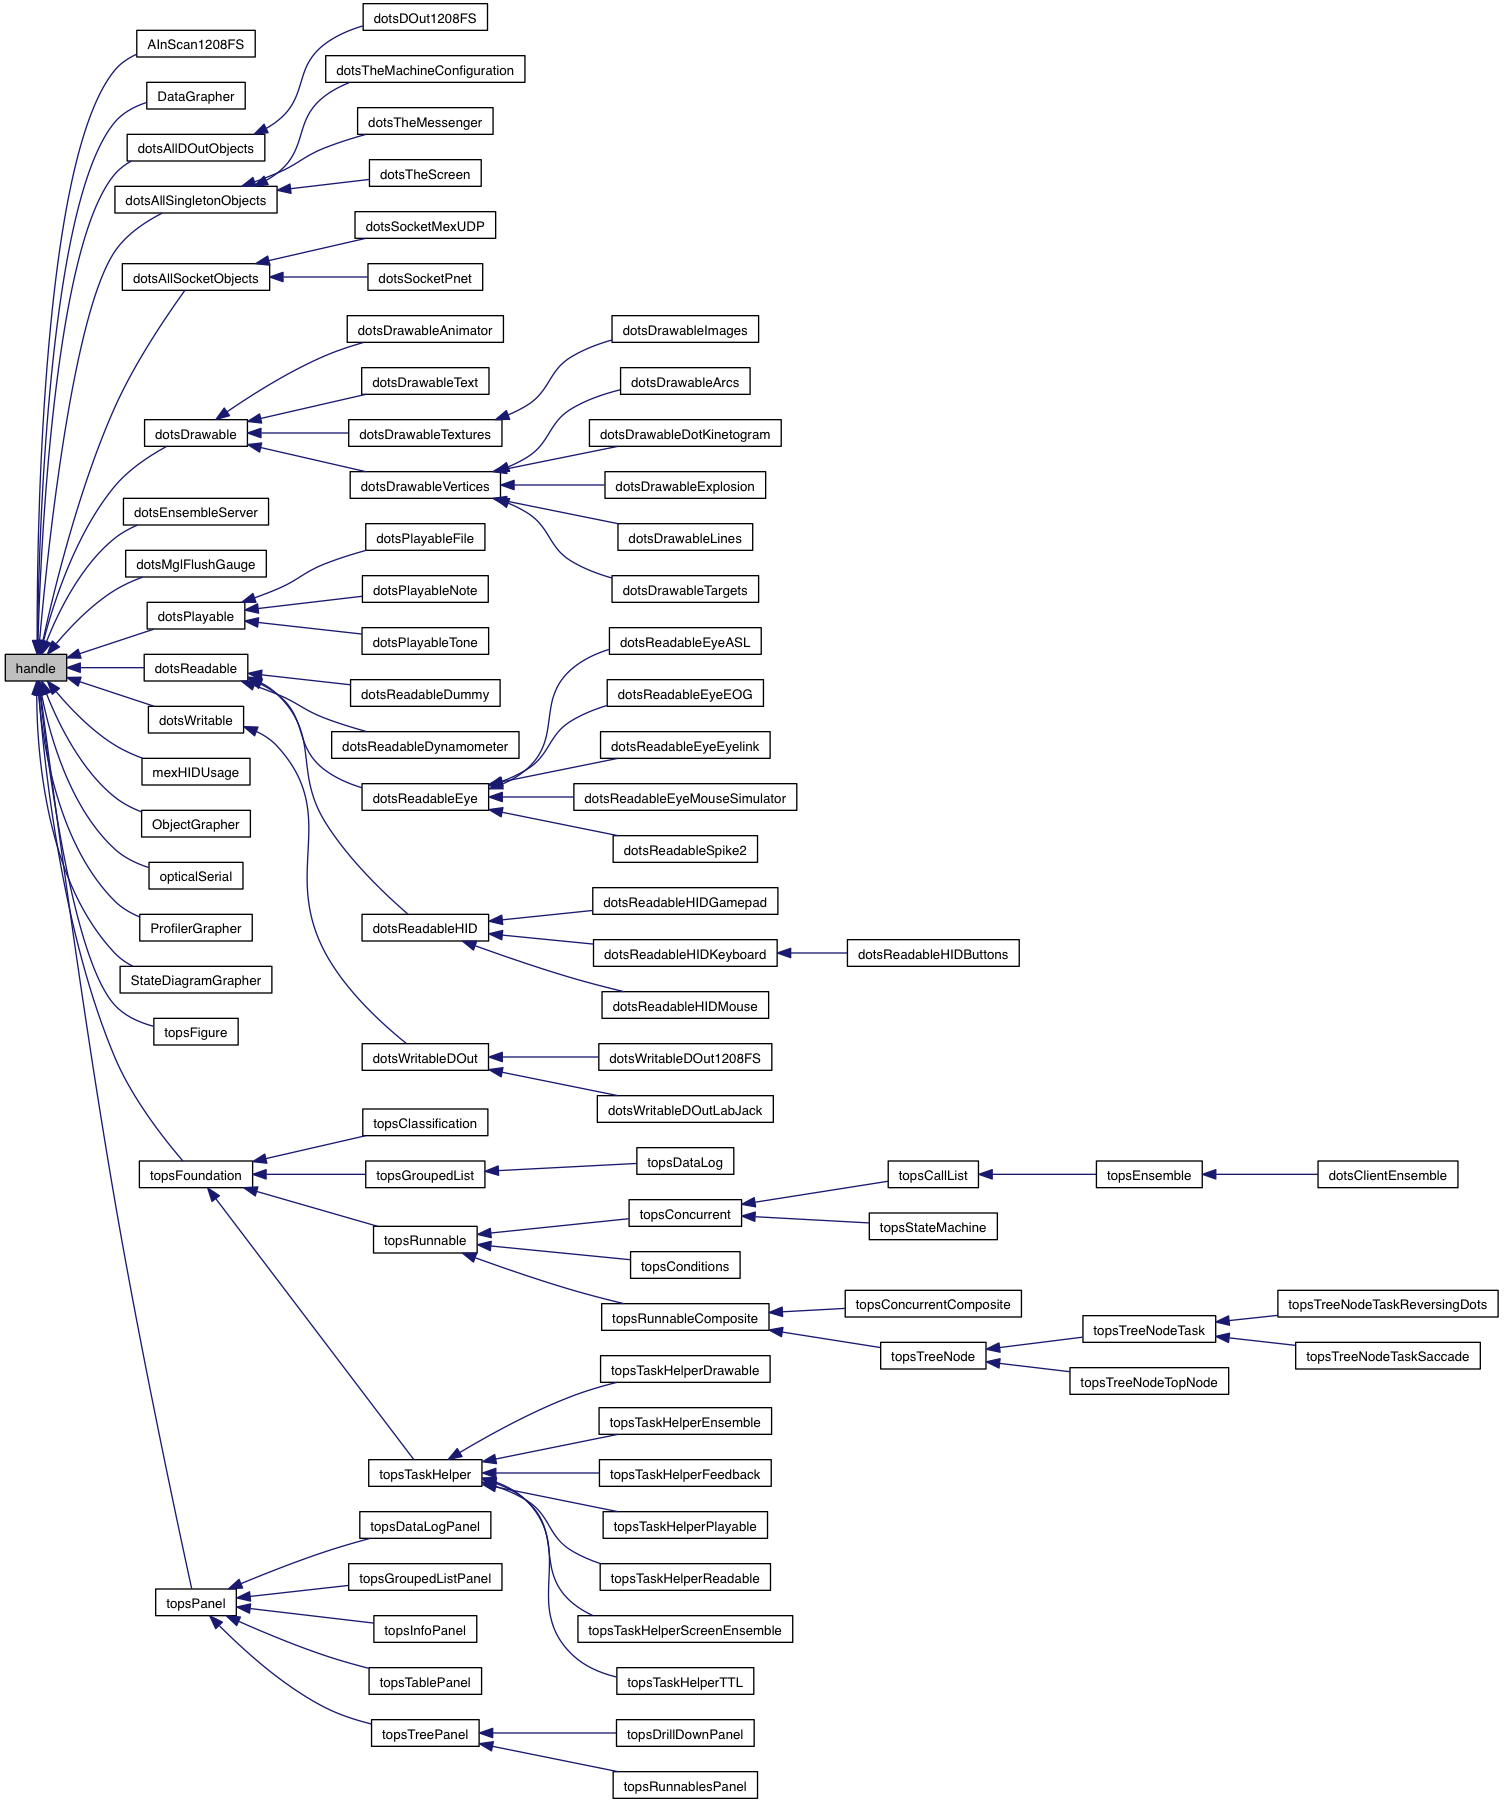 dotsDOut1208FS
AInScan1208FS
dotsTheMachineConfiguration
DataGrapher
dotsTheMessenger
dotsAllDOutObjects
dotsTheScreen
dotsAllSingletonObjects
dotsSocketMexUDP
dotsAllSocketObjects
dotsSocketPnet
dotsDrawableAnimator
dotsDrawableImages
dotsDrawableText
dotsDrawableArcs
dotsDrawable
dotsDrawableTextures
dotsDrawableDotKinetogram
dotsDrawableVertices
dotsDrawableExplosion
dotsEnsembleServer
dotsPlayableFile
dotsDrawableLines
dotsMglFlushGauge
dotsPlayableNote
dotsDrawableTargets
dotsPlayable
dotsPlayableTone
dotsReadableEyeASL
handle
dotsReadable
dotsReadableDummy
dotsReadableEyeEOG
dotsWritable
dotsReadableDynamometer
dotsReadableEyeEyelink
mexHIDUsage
dotsReadableEye
dotsReadableEyeMouseSimulator
ObjectGrapher
dotsReadableSpike2
opticalSerial
dotsReadableHIDGamepad
ProfilerGrapher
dotsReadableHID
dotsReadableHIDKeyboard
dotsReadableHIDButtons
StateDiagramGrapher
dotsReadableHIDMouse
topsFigure
dotsWritableDOut
dotsWritableDOut1208FS
dotsWritableDOutLabJack
topsClassification
topsDataLog
topsFoundation
topsGroupedList
topsCallList
topsEnsemble
dotsClientEnsemble
topsConcurrent
topsStateMachine
topsRunnable
topsConditions
topsConcurrentComposite
topsTreeNodeTaskReversingDots
topsRunnableComposite
topsTreeNodeTask
topsTreeNode
topsTreeNodeTaskSaccade
topsTaskHelperDrawable
topsTreeNodeTopNode
topsTaskHelperEnsemble
topsTaskHelper
topsTaskHelperFeedback
topsDataLogPanel
topsTaskHelperPlayable
topsGroupedListPanel
topsTaskHelperReadable
topsPanel
topsInfoPanel
topsTaskHelperScreenEnsemble
topsTablePanel
topsTaskHelperTTL
topsTreePanel
topsDrillDownPanel
topsRunnablesPanel